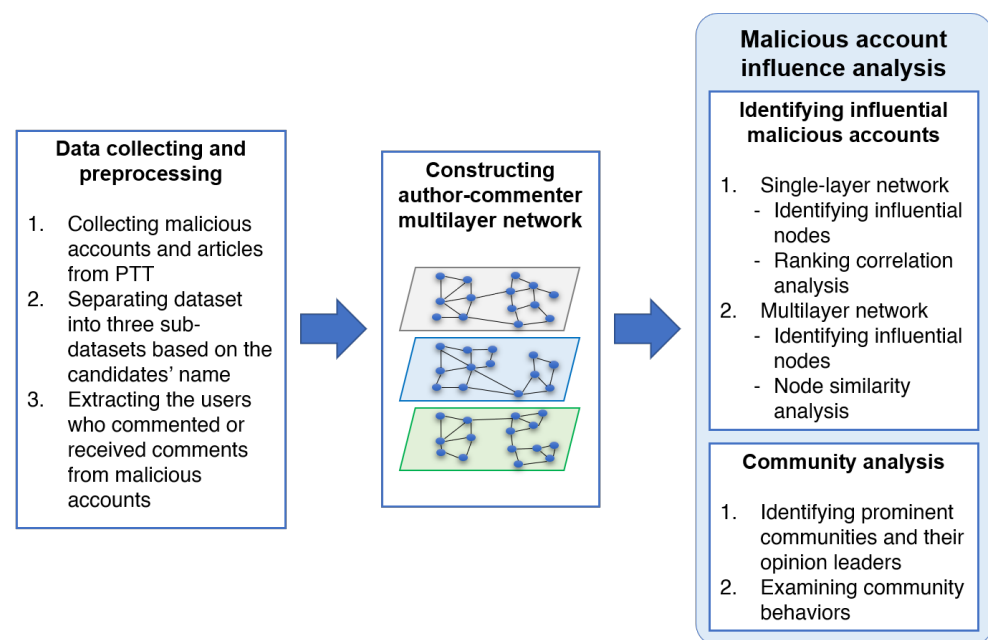 Data collecting and
preprocessing
1. Collecting malicious
accounts and articles
from PTT
2. Separating dataset
into three sub-
datasets based on the
candidates’ name
3. Extracting the users
who commented or
received comments
from malicious
accounts
Constructing
author-commenter
multilayer network
Malicious account
influence analysis
Identifying influential
malicious accounts
1. Single-layer network
- Identifying influential
nodes
- Ranking correlation
analysis
2. Multilayer network
- Identifying influential
nodes
- Node similarity
analysis
Community analysis
1. Identifying prominent
communities and their
opinion leaders
2. Examining community
behaviors